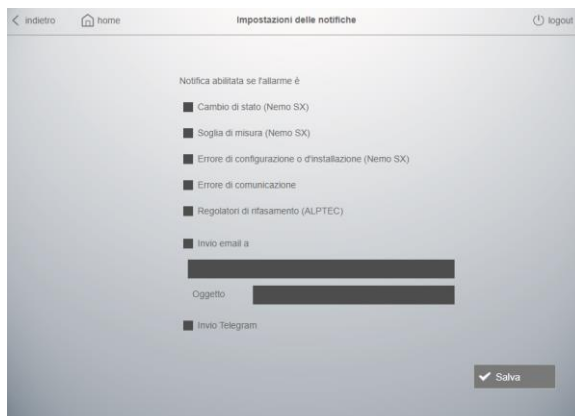 indietro home Impostazioni delle notifiche logout
Notifica abilitata se l'allarme è
Cambio di stato (Nemo SX)
Soglia di misura (Nemo SX)
Errore di configurazione o d'installazione (Nemo SX)
Errore di comunicazione
Regolatori di rifasamento (ALPTEC)
Invio email a
Oggetto
Invio Telegram
Salva